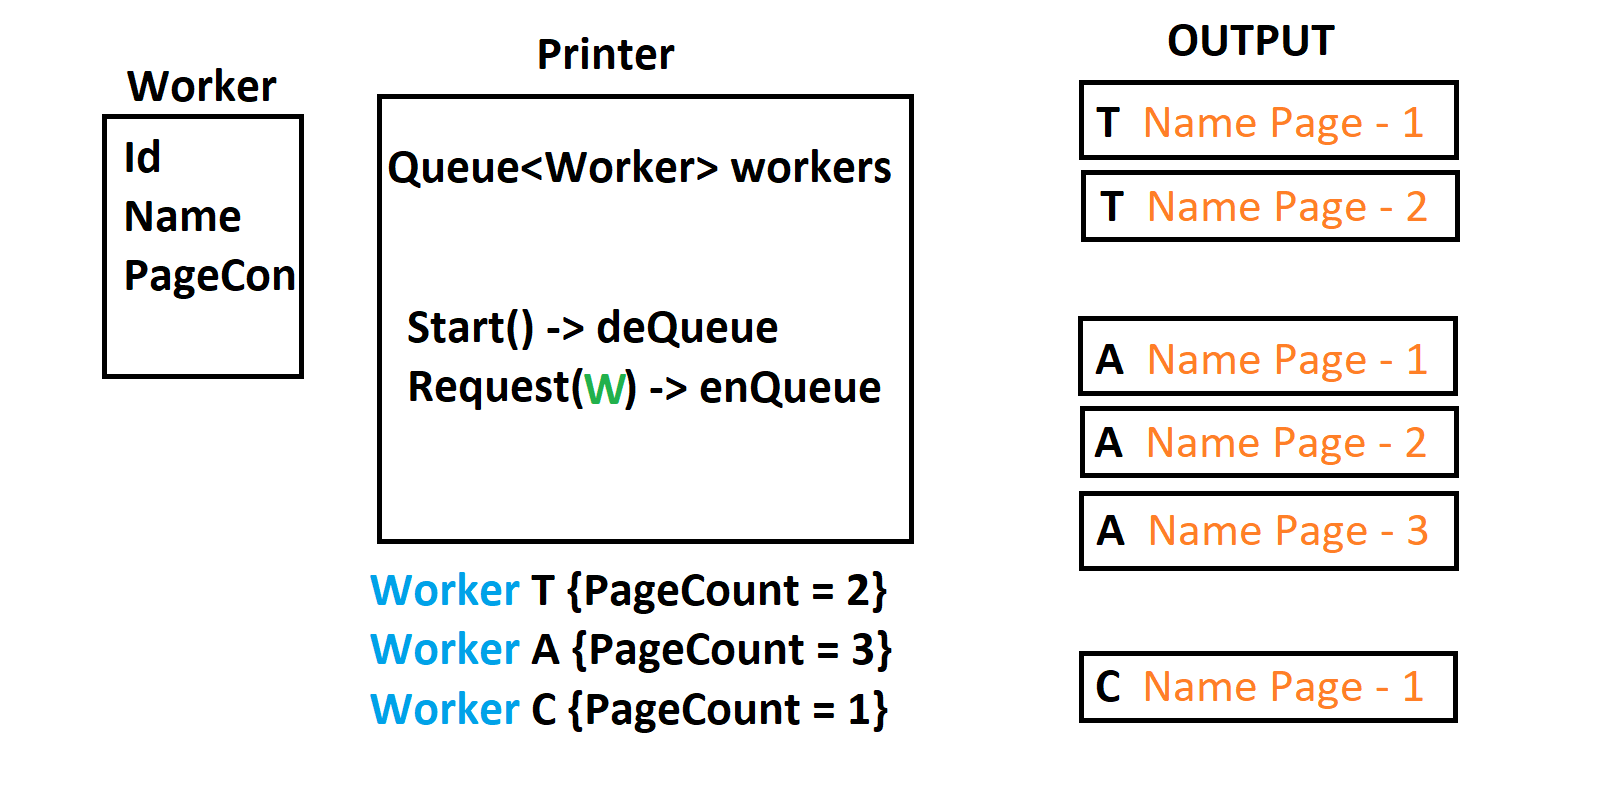 Worker
Id
Name
PageCon
Printer
Queue<Worker> workers
Start() -> deQueue
Request(W) -> enQueue
Worker T {PageCount = 2}
Worker A {PageCount = 3}
Worker C {PageCount = 1}
OUTPUT
T Name Page - 1
T Name Page - 2
A Name Page - 1
A Name Page - 2
A Name Page - 3
C Name Page - 1